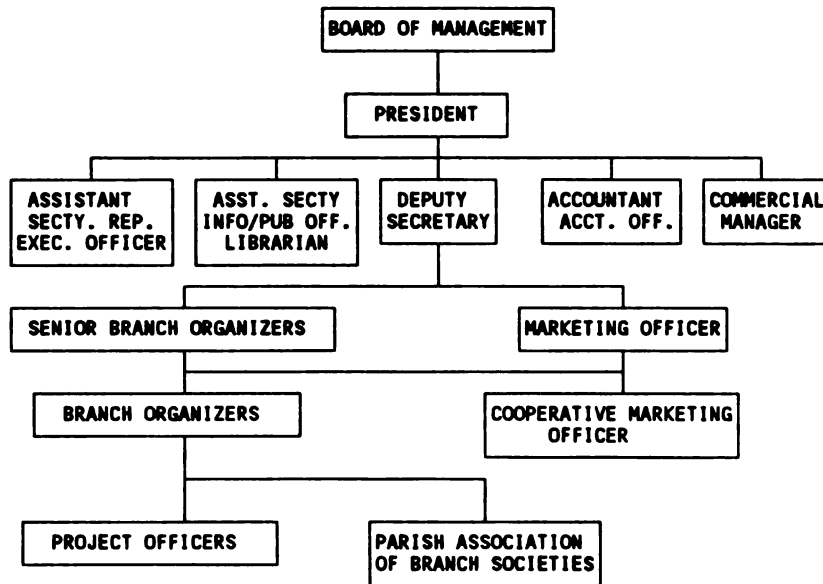 BOARD OF MANAGEMENT
PRESIDENT
ASSISTANT
SECTY. REP.
EXEC. OFFICER
ASST. SECTY
INFO/PUB OFF.
LIBRARIAN
DEPUTY
SECRETARY
ACCOUNTANT
ACCT. OFF.
COMMERCIAL
MANAGER
SENIOR BRANCH ORGANIZERS
MARKETING OFFICER
BRANCH ORGANIZERS
COOPERATIVE MARKETING
OFFICER
PROJECT OFFICERS
PARISH ASSOCIATION
OF BRANCH SOCIETIES